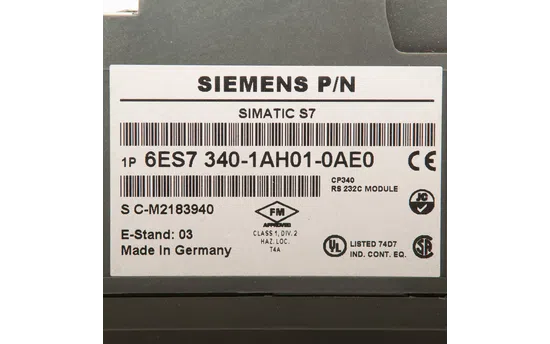 SIEMENS P/N
SIMATIC S7
1P 6ES7 340-1AH01-0AE0
CE
CP340
RS 232C MODULE
S C-M2183940
FM
APPROVED
CLASS 1, DIV. 2
HAZ. LOC.
T4A
E-Stand: 03
Made In Germany
UL
LISTED 74D7
IND. CONT. EQ.